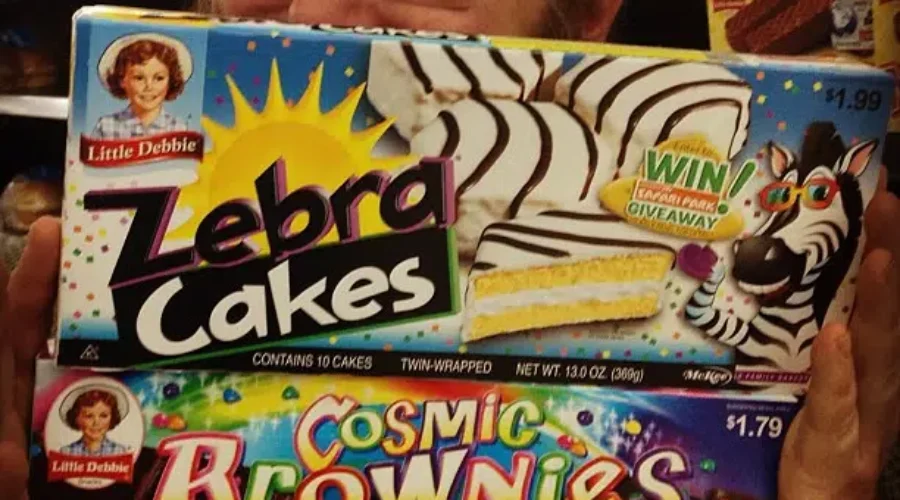 Little Debbie
$1.99
Zebra
Cakes
WIN!
SAFARI PARK
GIVEAWAY
CONTAINS 10 CAKES TWIN-WRAPPED NET WT. 13.0 OZ. (369g) McKee
Little Debbie
Snacks
COSMIC
BROWNIES
$1.79